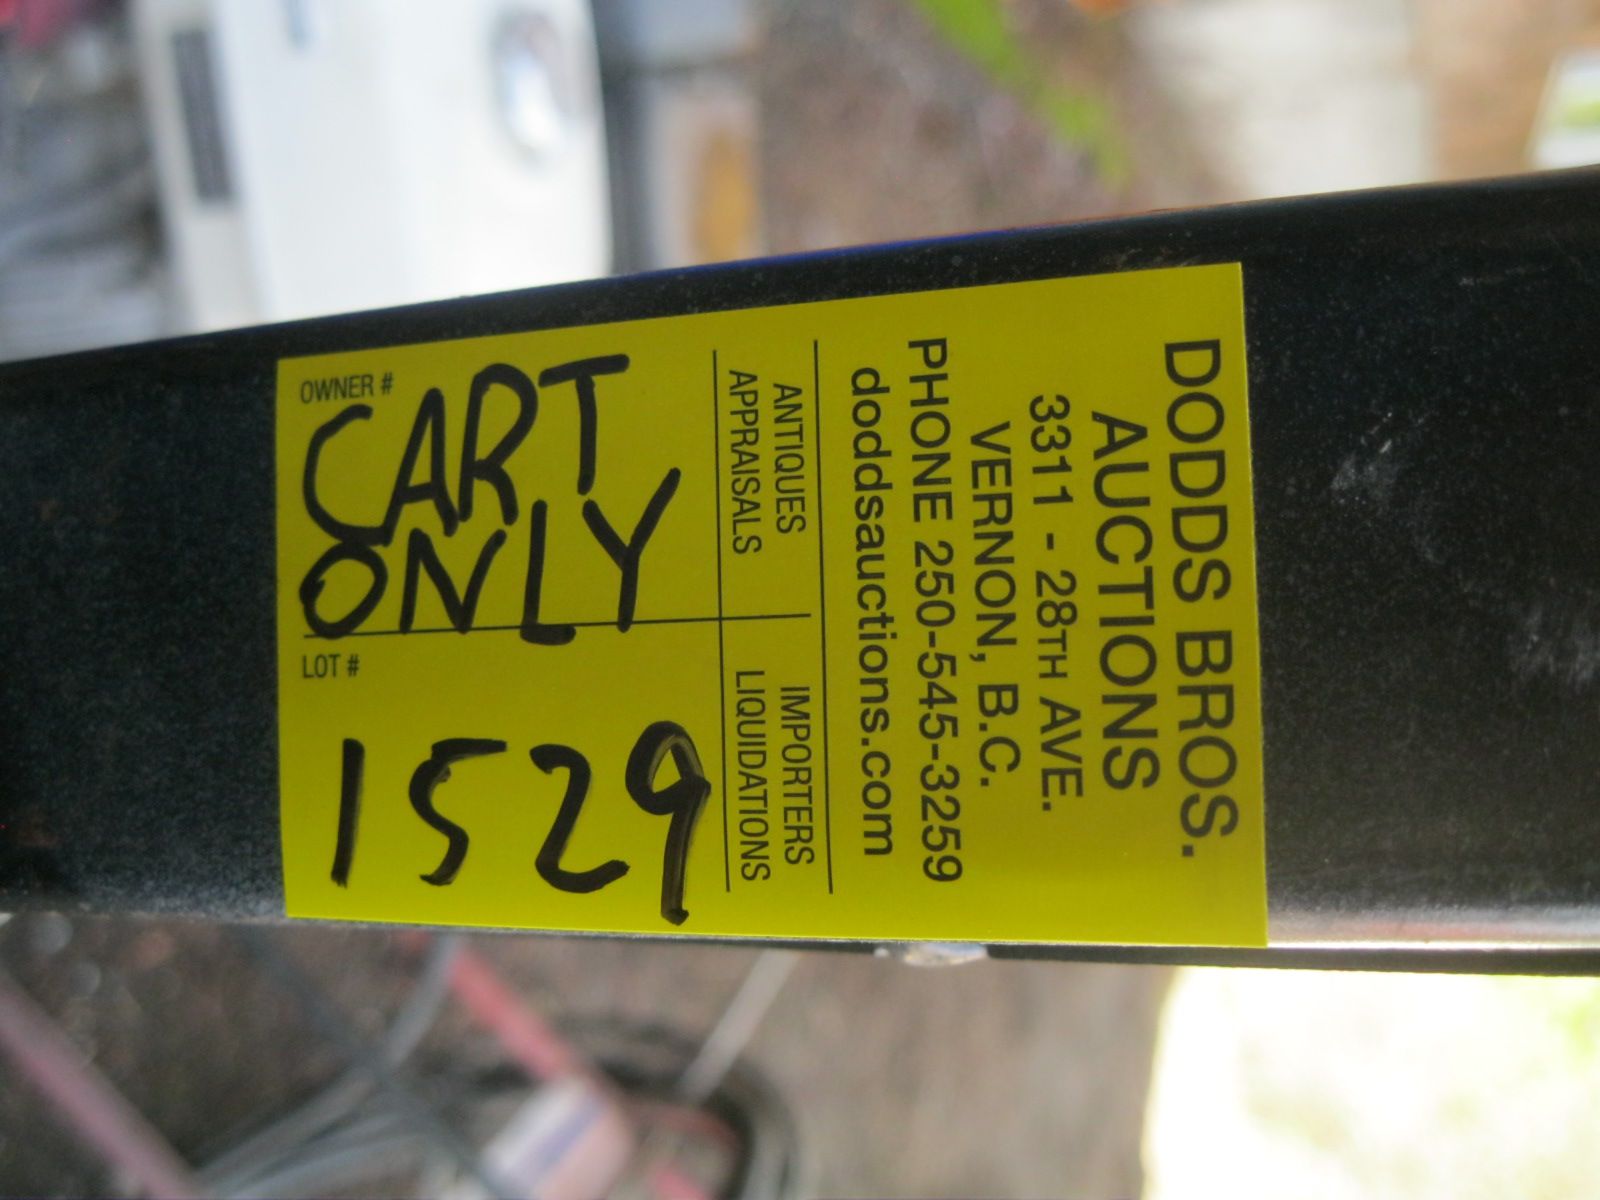 DODDS BROS.
AUCTIONS
3311 - 28TH AVE.
VERNON, B.C.
PHONE 250-545-3259
doddsauctions.com
ANTIQUES
APPRAISALS
IMPORTERS
LIQUIDATIONS
OWNER #
CART
ONLY
LOT #
1529